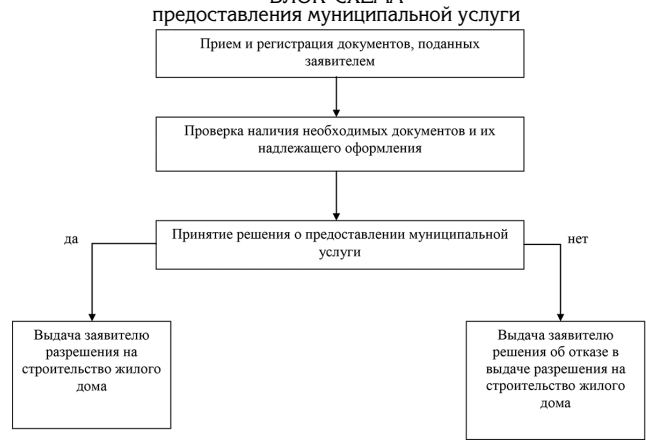 БЛОК-СХЕМА
предоставления муниципальной услуги
Прием и регистрация документов, поданных
заявителем
Проверка наличия необходимых документов и их
надлежащего оформления
Принятие решения о предоставлении муниципальной
услуги
да
нет
Выдача заявителю
разрешения на
строительство жилого
дома
Выдача заявителю
решения об отказе в
выдаче разрешения на
строительство жилого
дома